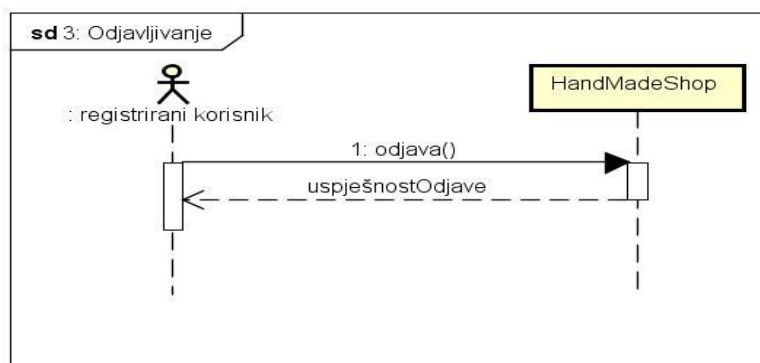 sd 3: Odjavljivanje
: registrirani korisnik
HandMadeShop
1: odjava()
uspješnostOdjave